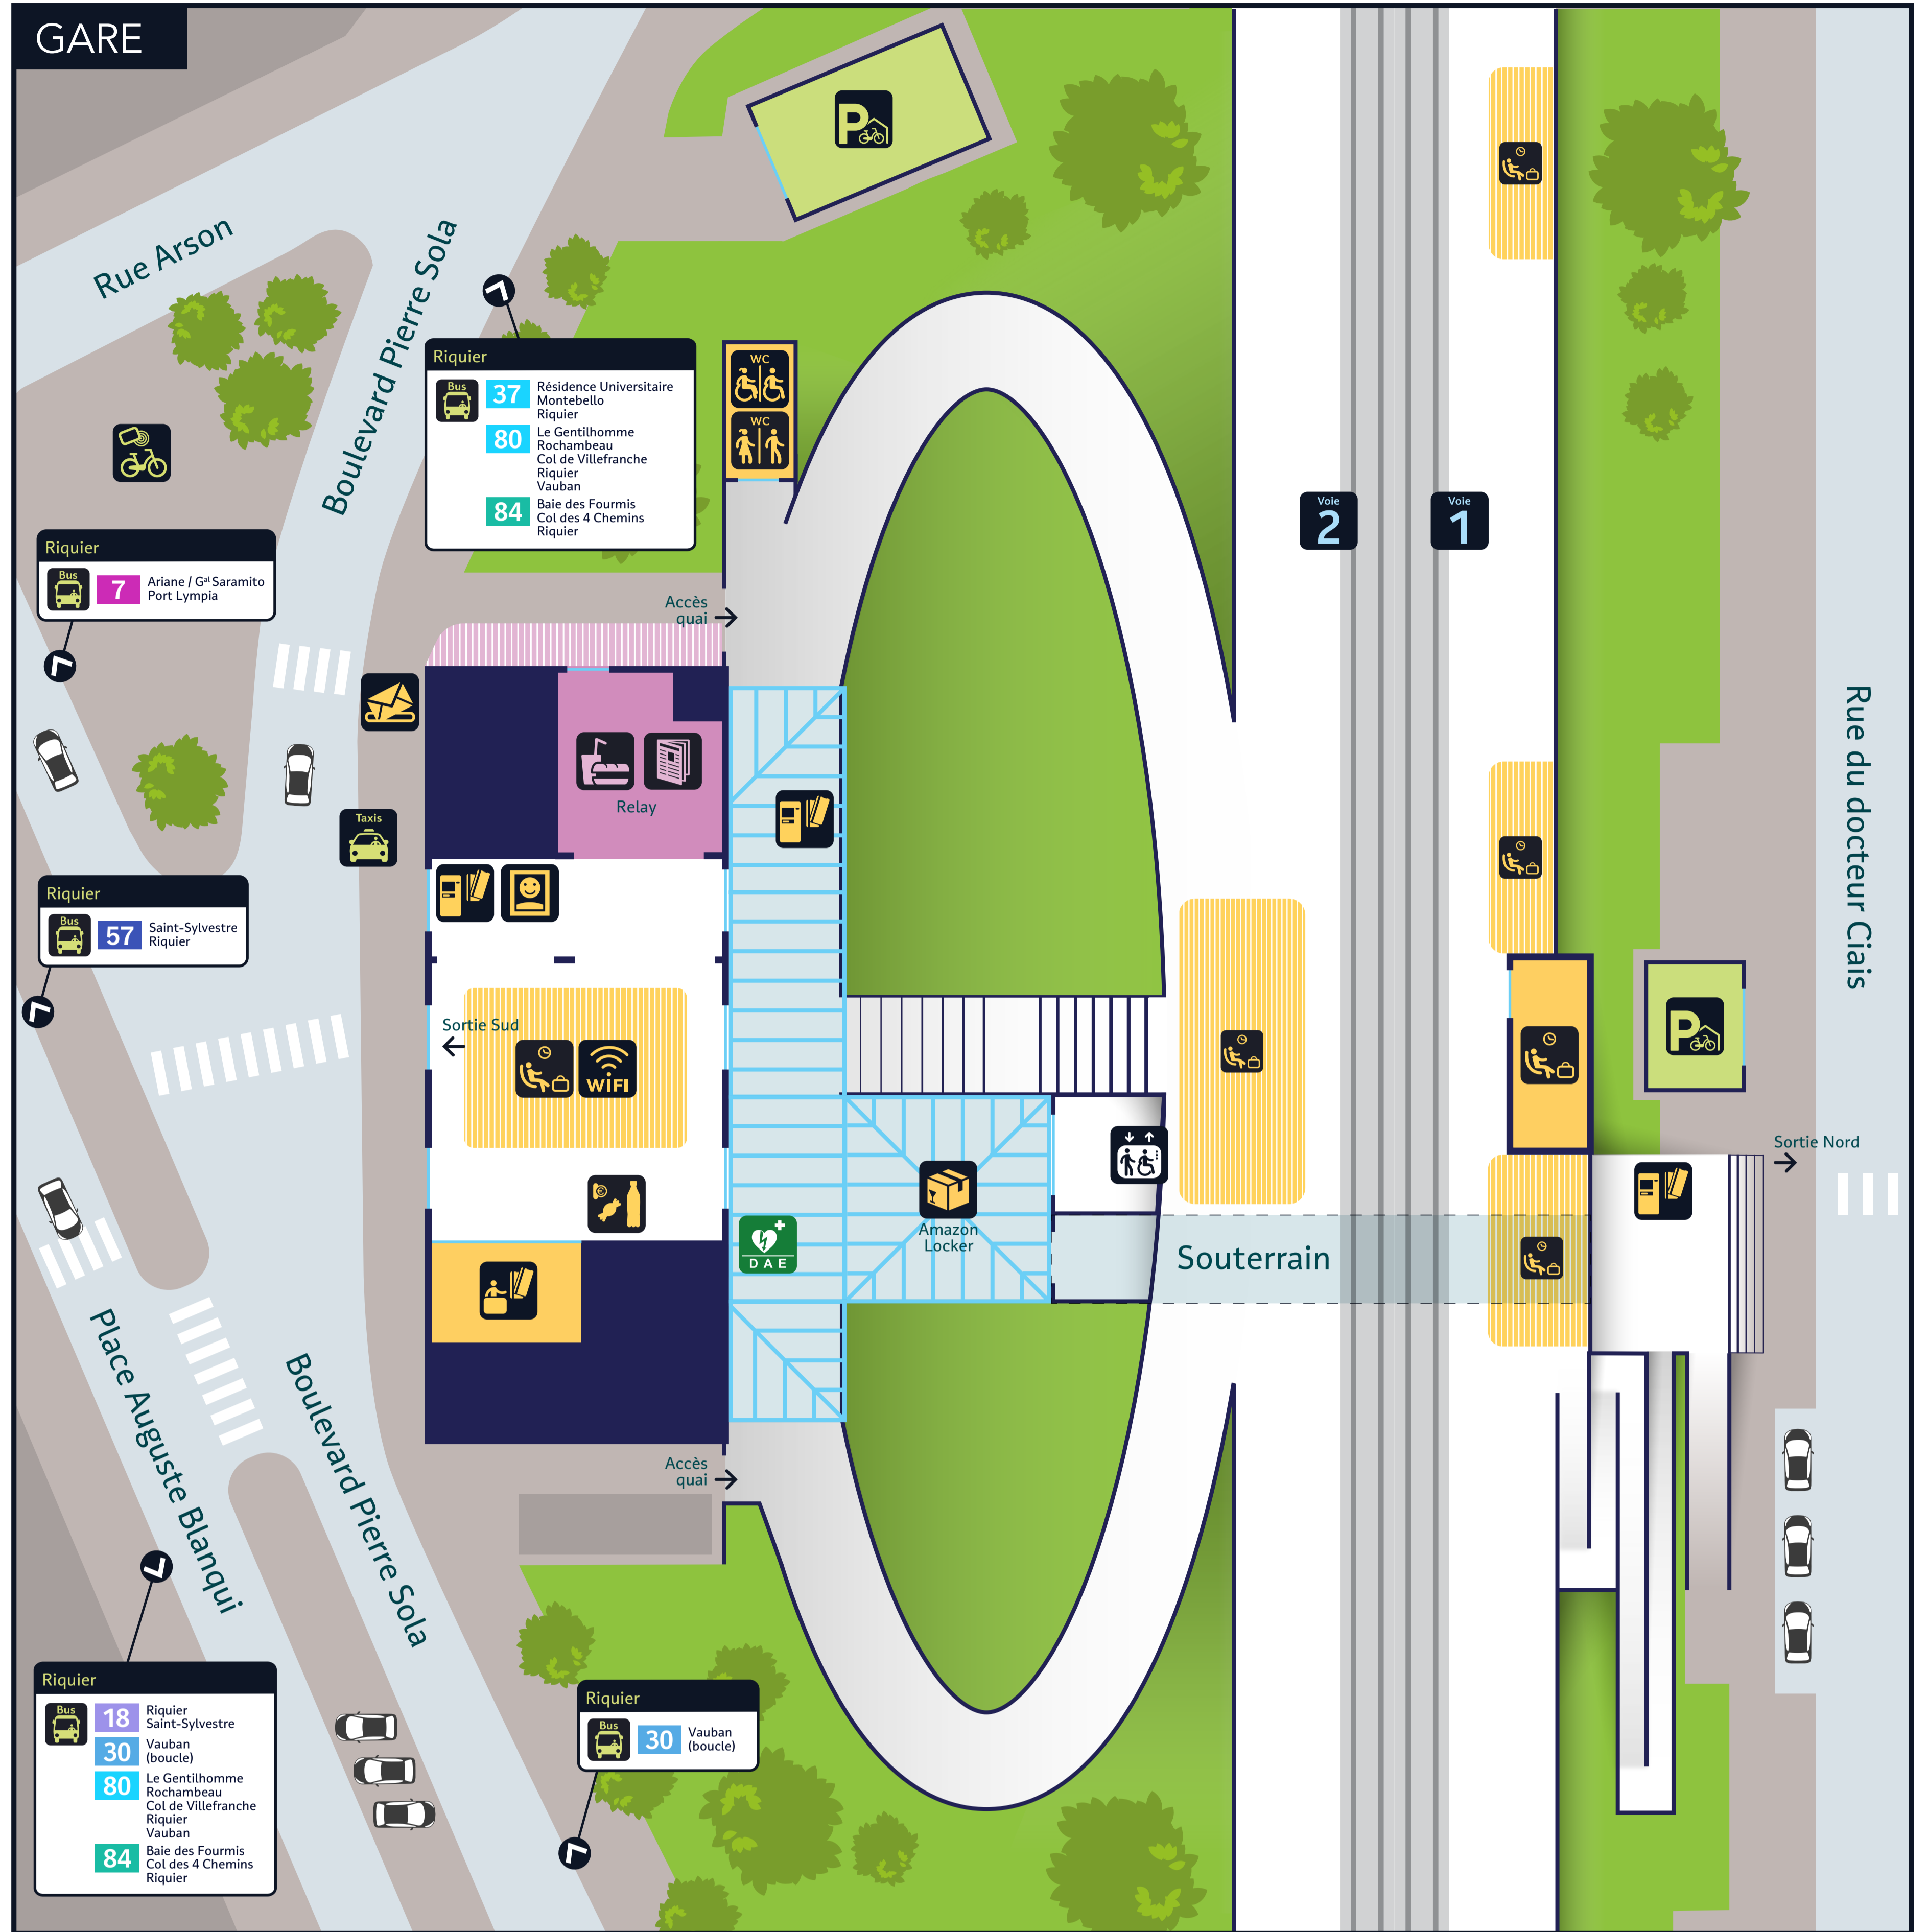 GARE
Rue Arson
Boulevard Pierre Sola
Riquier
Bus
37
Résidence Universitaire
Montebello
Riquier
80
Le Gentilhomme
Rochambeau
Col de Villefranche
Riquier
Vauban
84
Baie des Fourmis
Col des 4 Chemins
Riquier
WC
WC
Voie
2
Voie
1
Riquier
Bus
7
Ariane / Gal Saramito
Port Lympia
Accès
quai
Relay
Taxis
Rue du docteur Ciais
Riquier
Bus
57
Saint-Sylvestre
Riquier
Sortie Sud
WIFI
Sortie Nord
Amazon
Locker
DAE
Souterrain
Place Auguste Blanqui
Boulevard Pierre Sola
Accès
quai
Riquier
Bus
18
Riquier
Saint-Sylvestre
30
Vauban
(boucle)
80
Le Gentilhomme
Rochambeau
Col de Villefranche
Riquier
Vauban
84
Baie des Fourmis
Col des 4 Chemins
Riquier
Riquier
Bus
30
Vauban
(boucle)
P
P